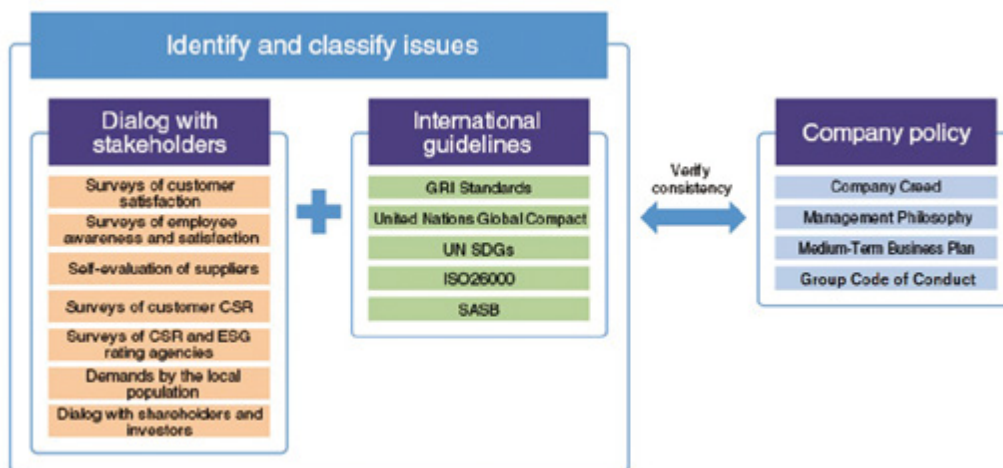 Identify and classify issues
Dialog with
stakeholders
Surveys of customer
satisfaction
Surveys of employee
awareness and satisfaction
Self-evaluation of suppliers
Surveys of customer CSR
Surveys of CSR and ESG
rating agencies
Demands by the local
population
Dialog with shareholders and
investors
International
guidelines
GRI Standards
United Nations Global Compact
UN SDGs
ISO26000
SASB
Verify
consistency
Company policy
Company Creed
Management Philosophy
Medium-Term Business Plan
Group Code of Conduct